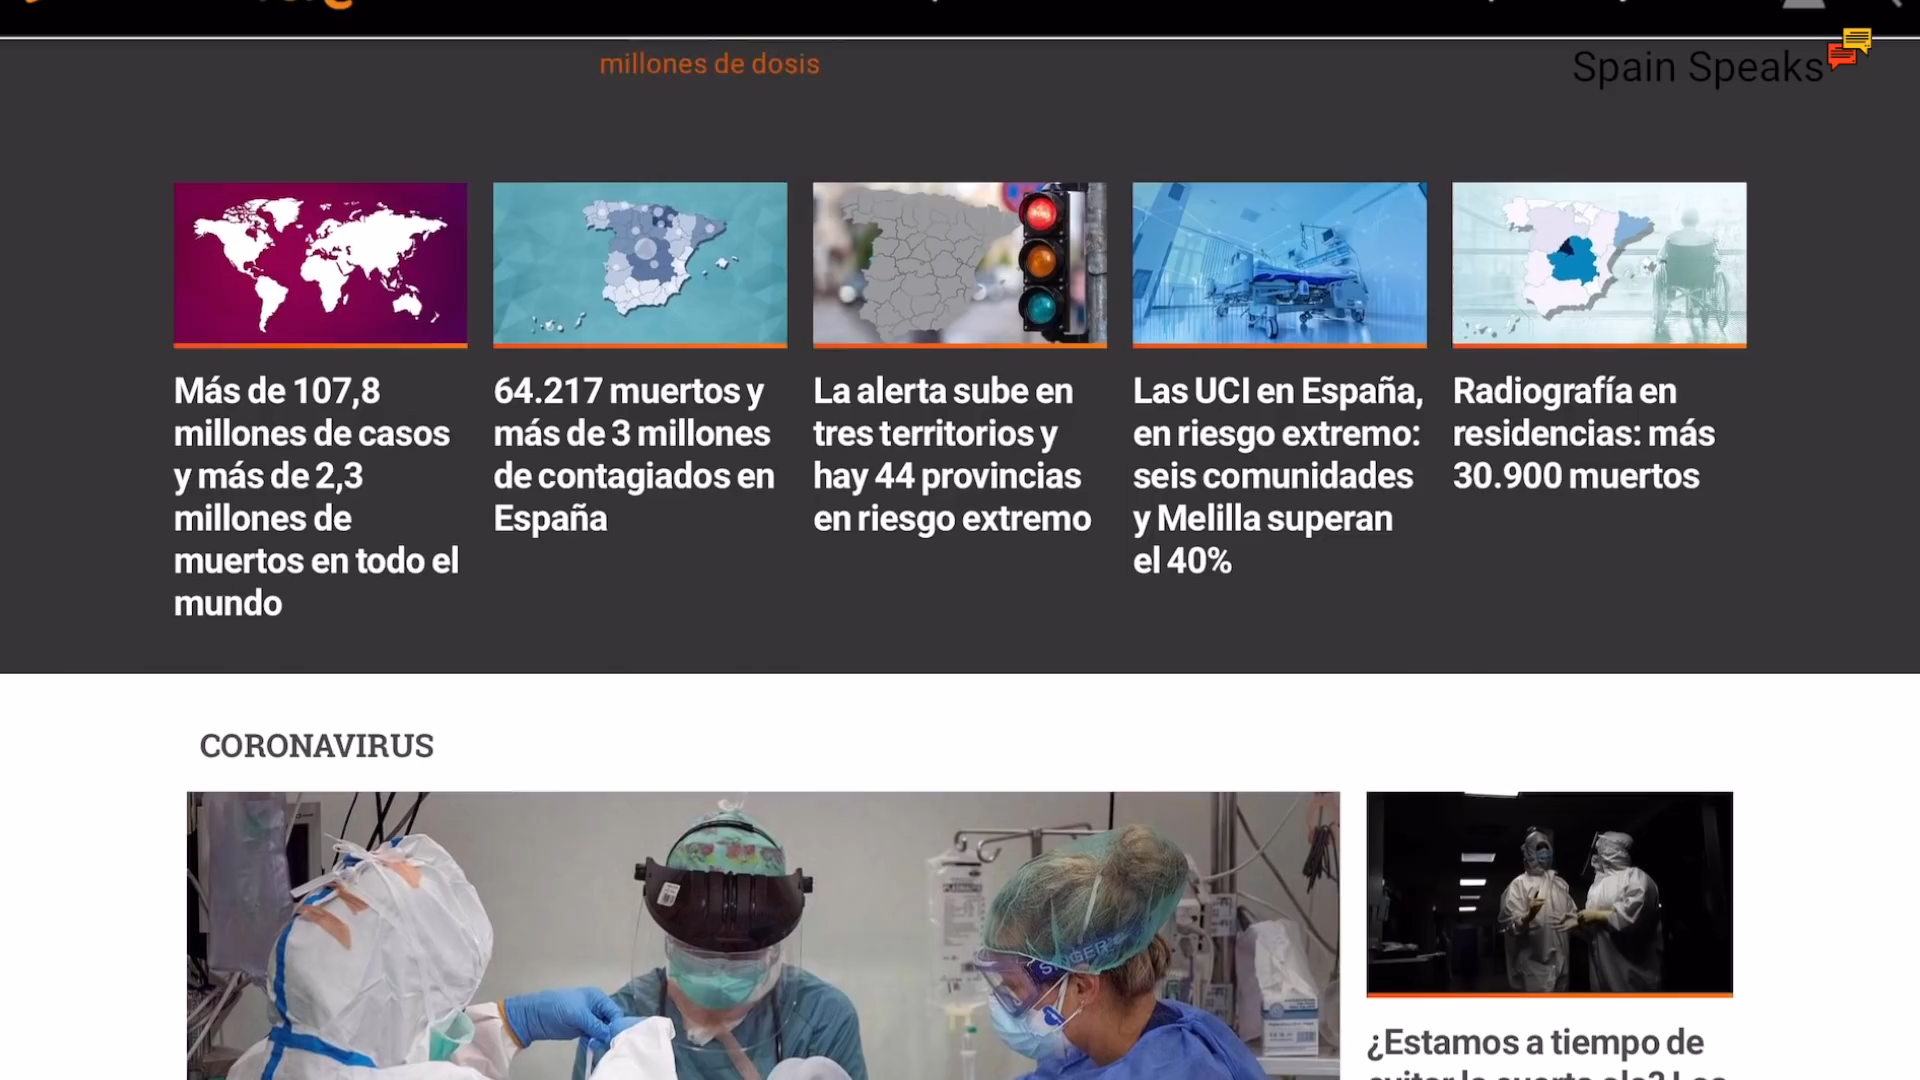 millones de dosis
Spain Speaks
Más de 107,8
millones de casos
y más de 2,3
millones de
muertos en todo el
mundo
64.217 muertos y
más de 3 millones
de contagiados en
España
La alerta sube en
tres territorios y
hay 44 provincias
en riesgo extremo
Las UCI en España,
en riesgo extremo:
seis comunidades
y Melilla superan
el 40%
Radiografía en
residencias: más
30.900 muertos
CORONAVIRUS
¿Estamos a tiempo de